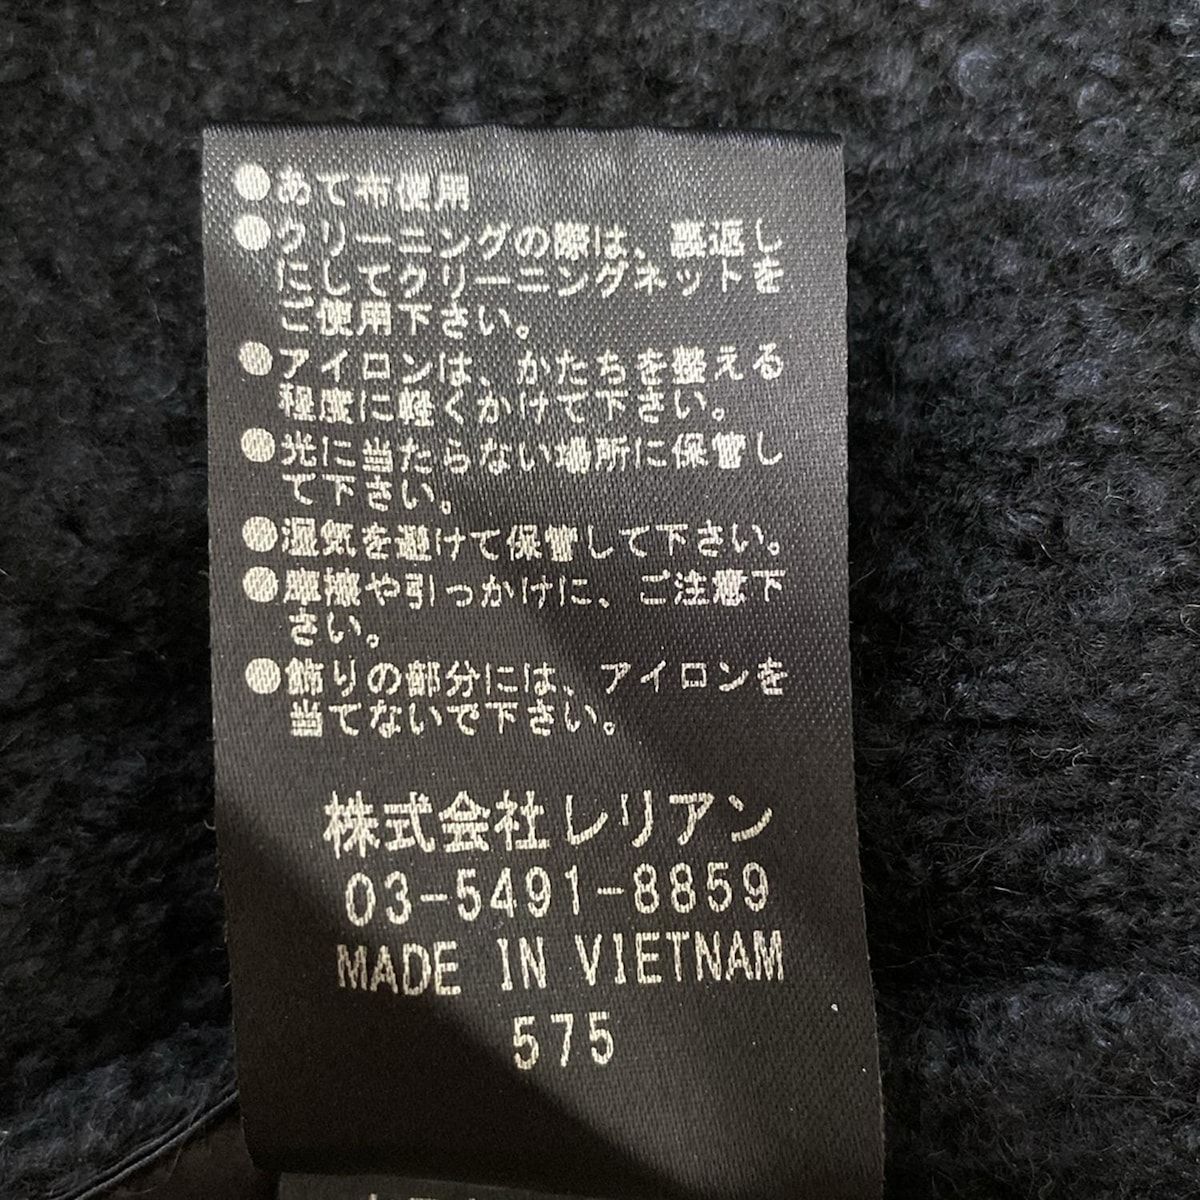 ●あて布使用
●クリーニングの際は、裏返し
にしてクリーニングネットを
ご使用下さい。
●アイロンは、かたちを整える
程度に軽くかけて下さい。
●光に当たらない場所に保管し
て下さい。
●湿気を避けて保管して下さい。
●摩擦や引っかけに、ご注意下
さい。
●飾りの部分には、アイロンを
当てないで下さい。
株式会社レリアン
03-5491-8859
MADE IN VIETNAM
575